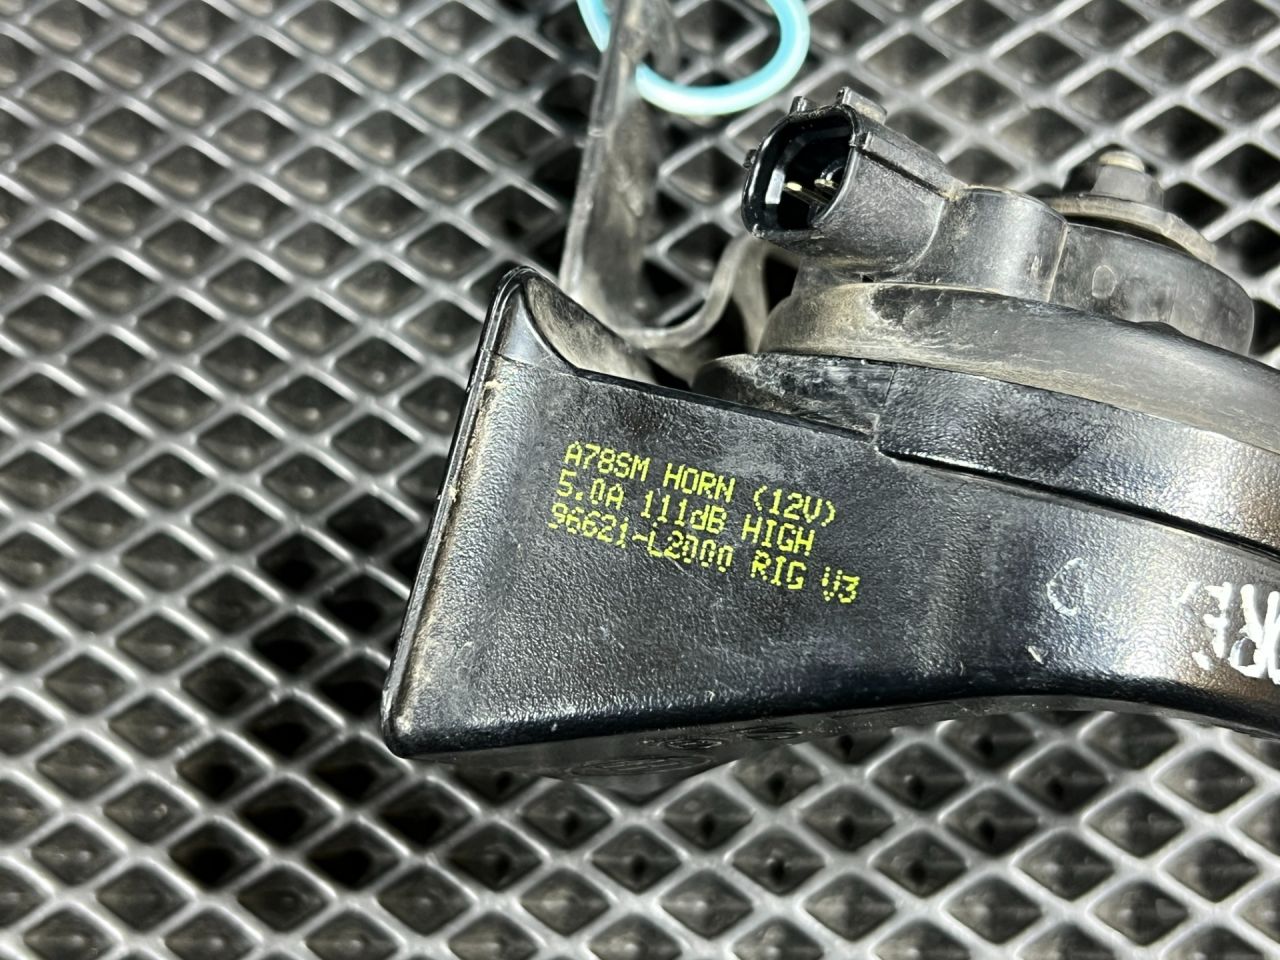 A78SM HORN (12V)
5.0A 111dB HIGH
96621-L2000 RIG V3